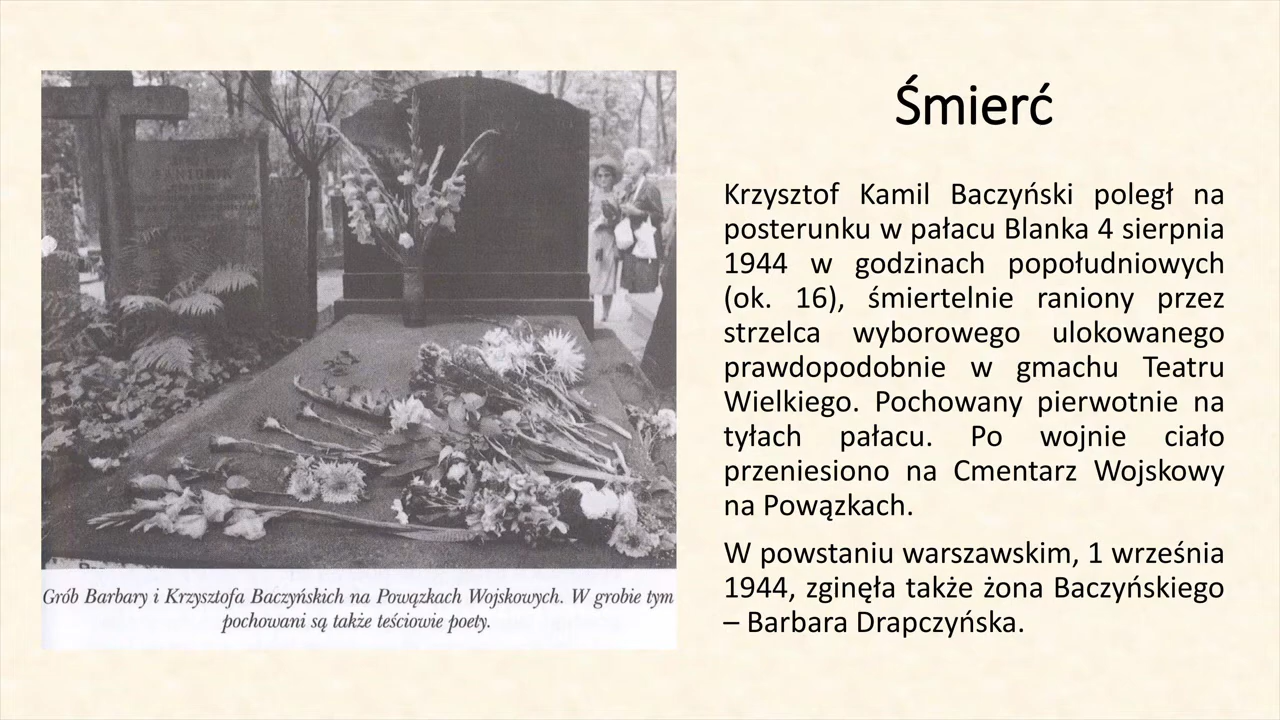 Śmierć
Krzysztof Kamil Baczyński poległ na
posterunku w pałacu Blanka 4 sierpnia
1944 w godzinach popołudniowych
(ok. 16), śmiertelnie raniony przez
strzelca wyborowego ulokowanego
prawdopodobnie w gmachu Teatru
Wielkiego. Pochowany pierwotnie na
tyłach pałacu. Po wojnie ciało
przeniesiono na Cmentarz Wojskowy
na Powązkach.
W powstaniu warszawskim, 1 września
1944, zginęła także żona Baczyńskiego
– Barbara Drapczyńska.
Grób Barbary i Krzysztofa Baczyńskich na Powązkach Wojskowych. W grobie tym
pochowani są także teściowie poety.